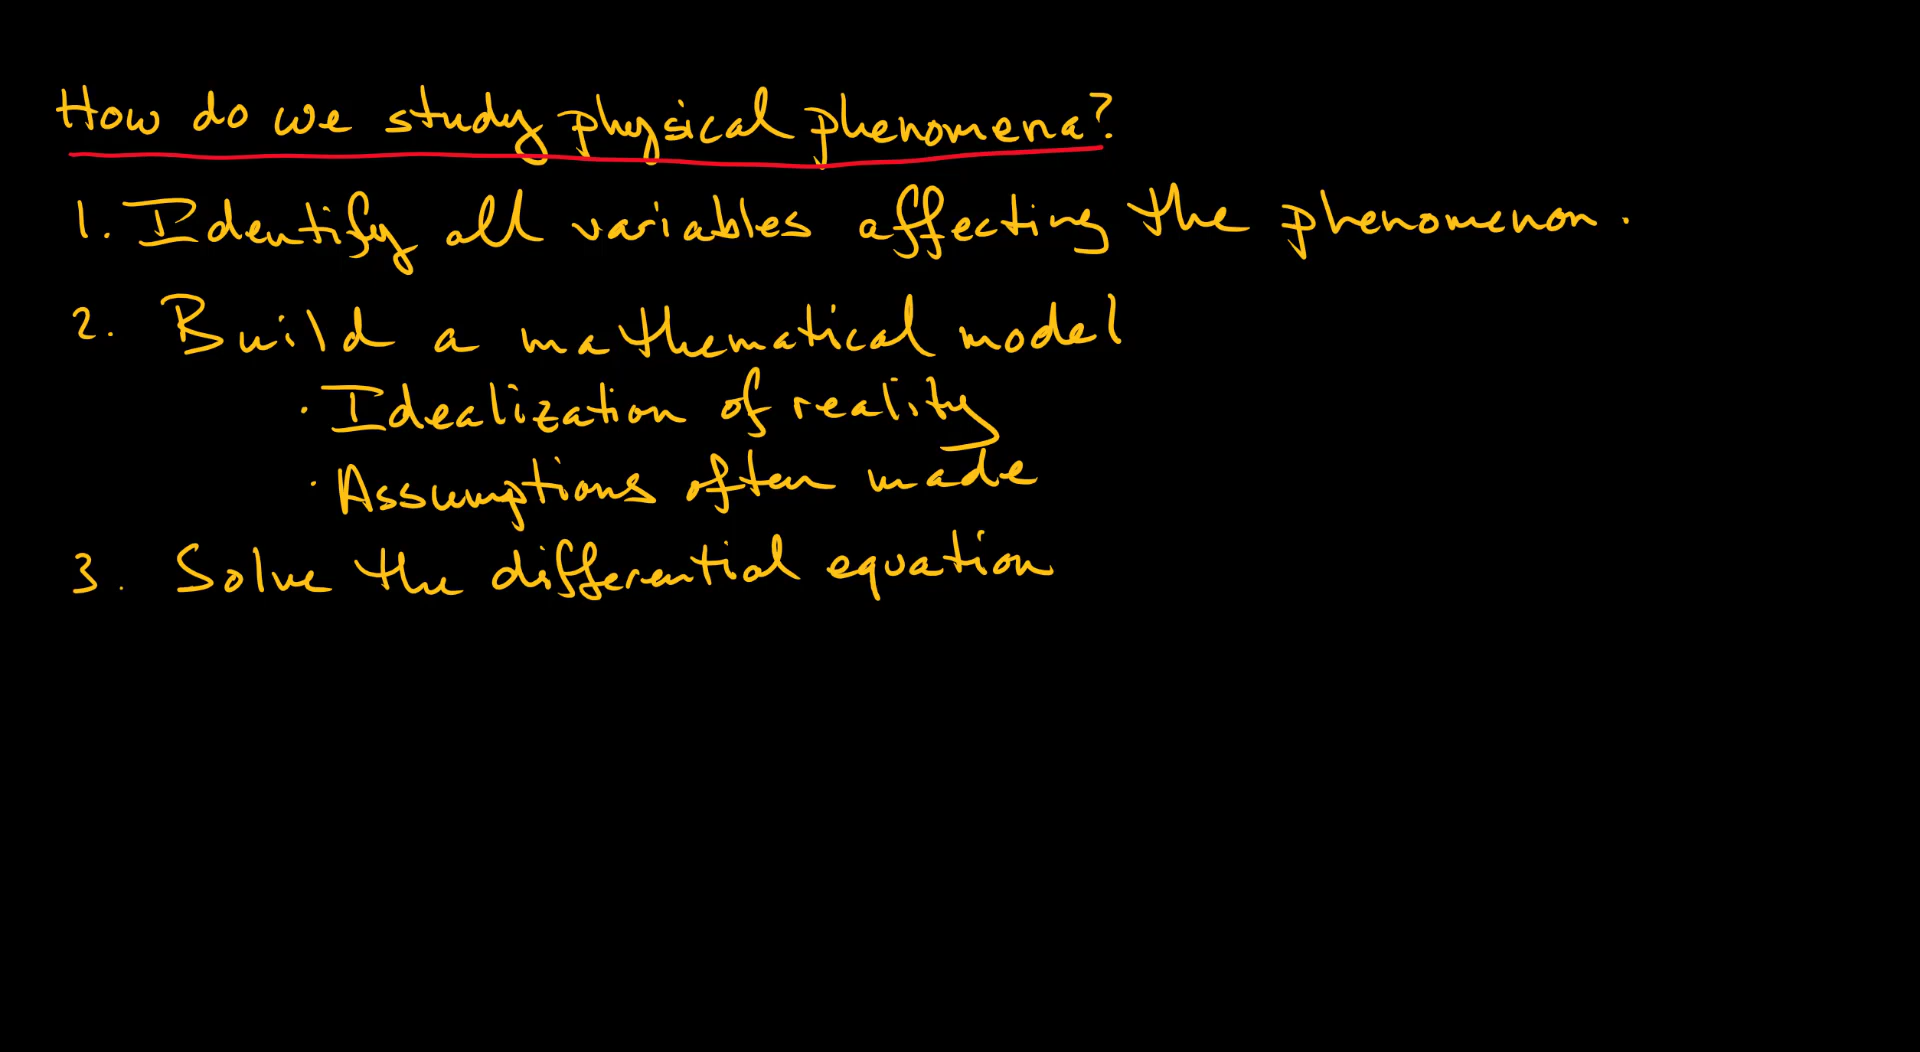 How do we study physical phenomena?
1. Identify all variables affecting the phenomenon.
2. Build a mathematical model
· Idealization of reality
· Assumptions often made
3. Solve the differential equation